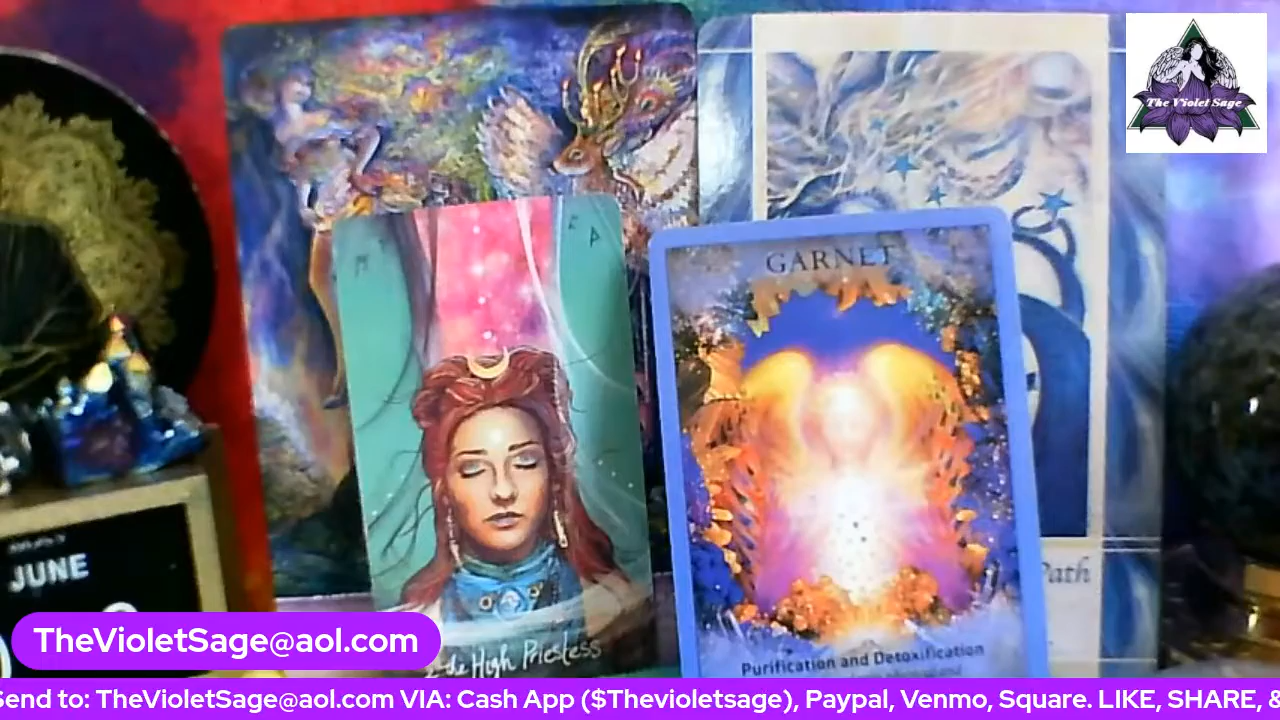 The Violet Sage
M
E A
GARNET
JUNE
Path
the High Priestess
Purification and Detoxification
TheVioletSage@aol.com
Send to: TheVioletSage@aol.com VIA: Cash App ($Thevioletsage), Paypal, Venmo, Square. LIKE, SHARE, &